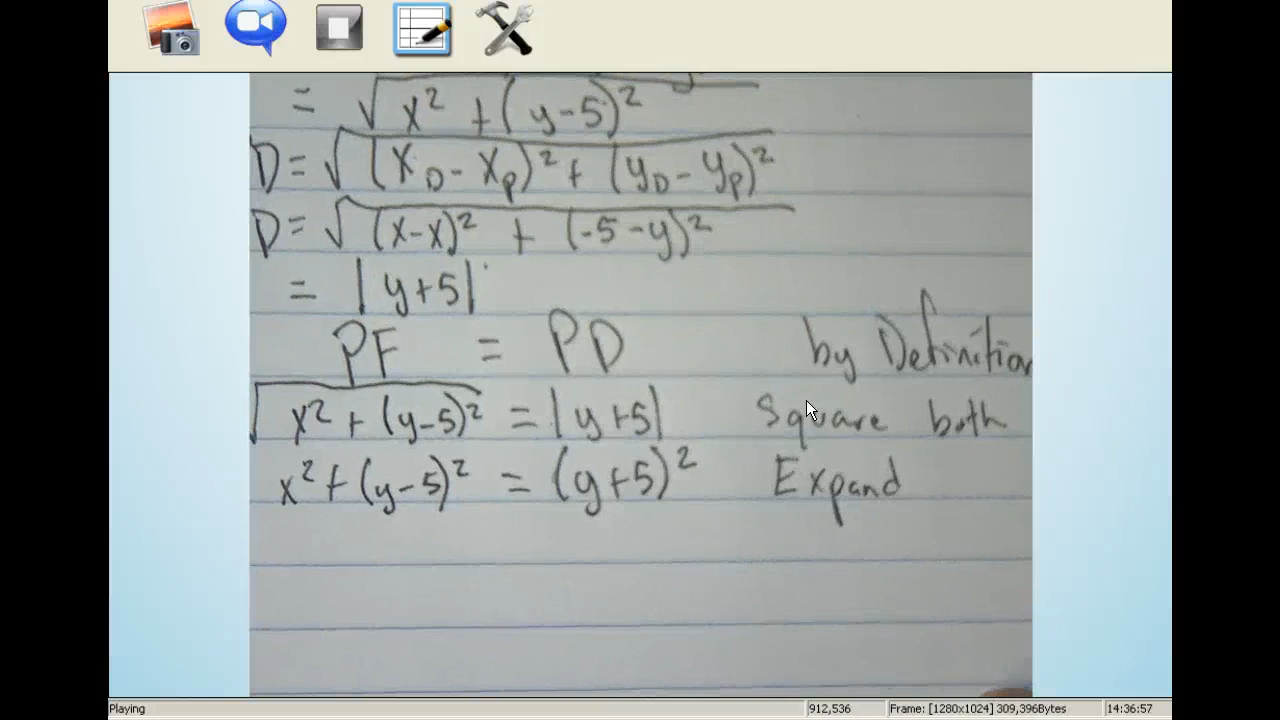 = √x² + (y-5)²
D = √(x_D - x_P)² + (y_D - y_P)²
D = √(x-x)² + (-5-y)²
= |y+5|
PF = PD by Definition
√x² + (y-5)² = |y+5| Square both
x² + (y-5)² = (y+5)² Expand
Playing 912,536 Frame: [1280x1024] 309,396Bytes 14:36:57